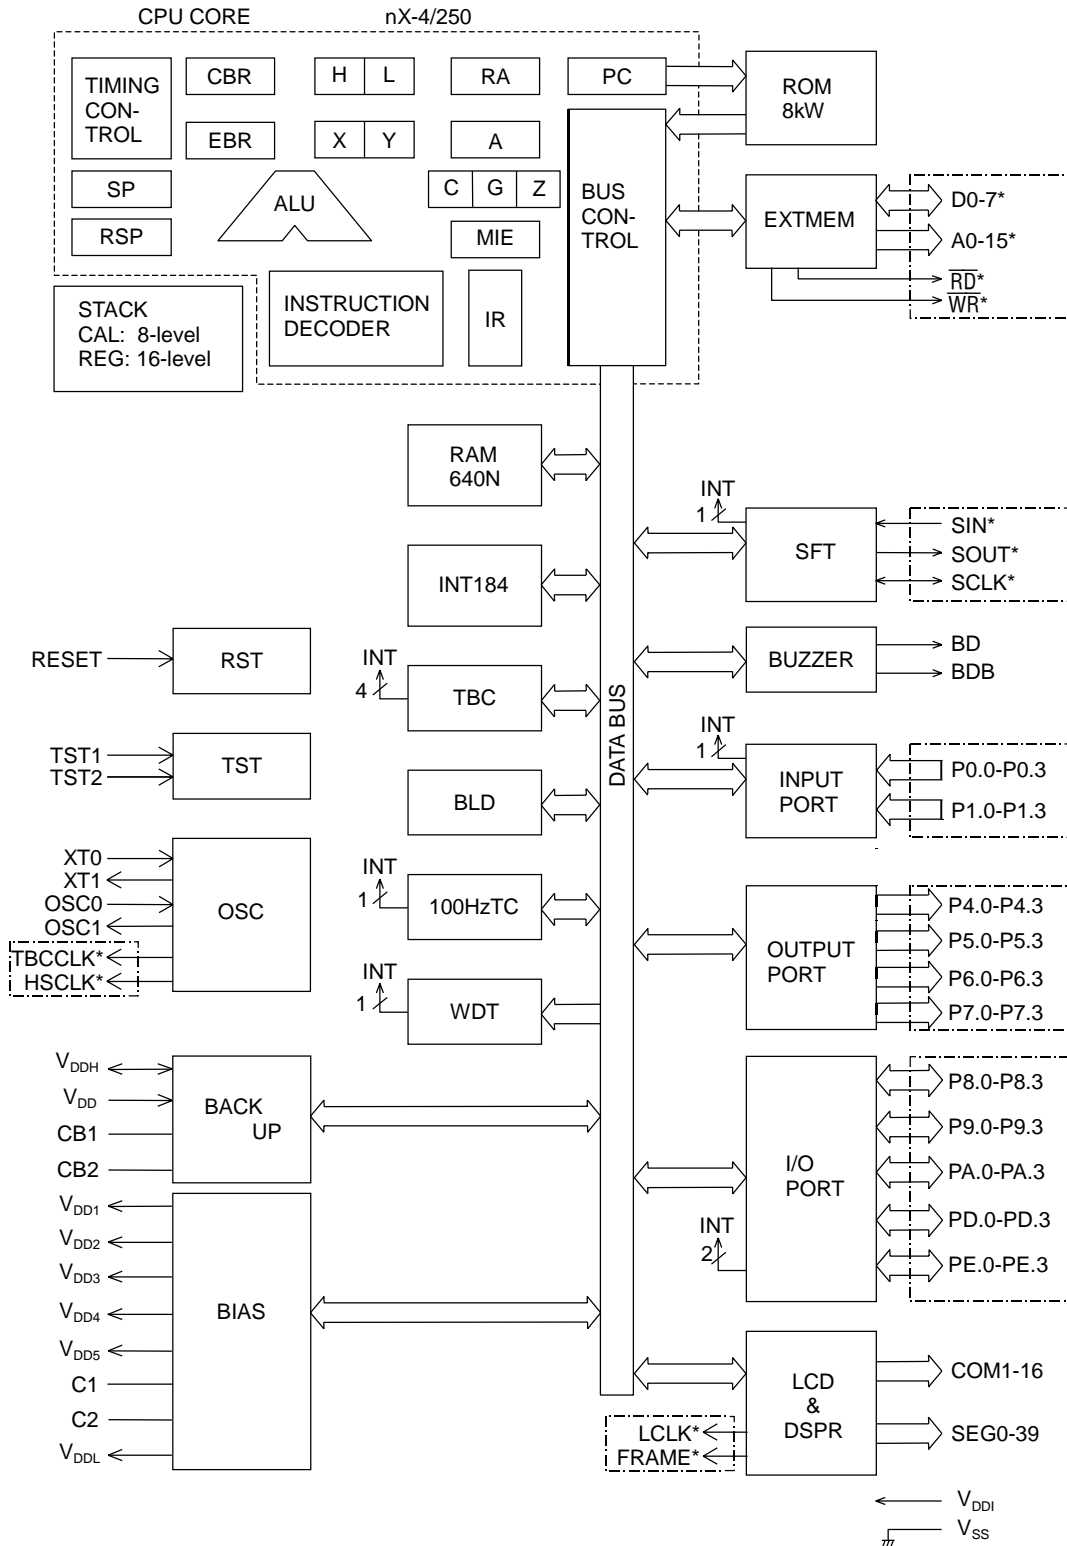 CPU CORE nX-4/250
TIMING
CON-
TROL
CBR
H L
RA
PC
ROM
8kW
EBR
X Y
A
SP
ALU
C G Z
BUS
CON-
TROL
EXTMEM
D0-7*
A0-15*
RSP
MIE
RD*
WR*
STACK
CAL: 8-level
REG: 16-level
INSTRUCTION
DECODER
IR
RAM
640N
INT
1
SFT
SIN*
SOUT*
SCLK*
INT184
DATA BUS
RESET
RST
INT
4
TBC
BUZZER
BD
BDB
TST1
TST2
TST
BLD
INT
1
INPUT
PORT
P0.0-P0.3
P1.0-P1.3
XT0
XT1
OSC0
OSC1
TBCCLK*
HSCLK*
OSC
INT
1
100HzTC
OUTPUT
PORT
P4.0-P4.3
P5.0-P5.3
P6.0-P6.3
P7.0-P7.3
INT
1
WDT
VDDH
VDD
CB1
CB2
BACK
UP
I/O
PORT
INT
2
P8.0-P8.3
P9.0-P9.3
PA.0-PA.3
PD.0-PD.3
PE.0-PE.3
VDD1
VDD2
VDD3
VDD4
VDD5
C1
C2
VDDL
BIAS
LCD
&
DSPR
COM1-16
SEG0-39
LCLK*
FRAME*
VDDI
VSS